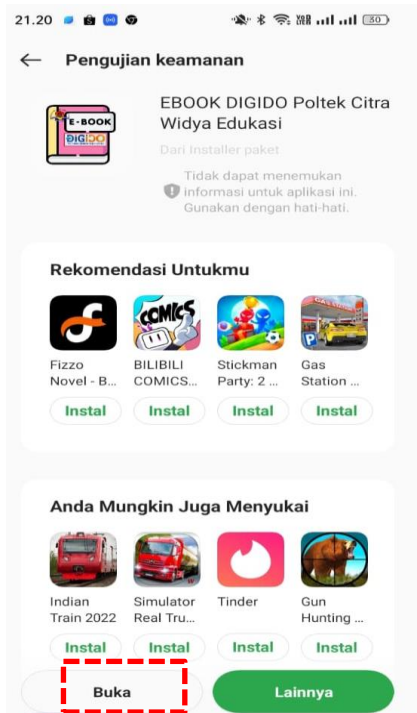 21.20
50
Pengujian keamanan
E-BOOK
DIGIDO
EBOOK DIGIDO Poltek Citra
Widya Edukasi
Dari Installer paket
Tidak dapat menemukan
informasi untuk aplikasi ini.
Gunakan dengan hati-hati.
Rekomendasi Untukmu
COMICS
GAS STATION
P
Fizzo
Novel - B...
BILIBILI
COMICS...
Stickman
Party: 2 ...
Gas
Station ...
Instal
Instal
Instal
Instal
Anda Mungkin Juga Menyukai
Indian
Train 2022
Simulator
Real Tru...
Tinder
Gun
Hunting ...
Instal
Instal
Instal
Instal
Buka
Lainnya